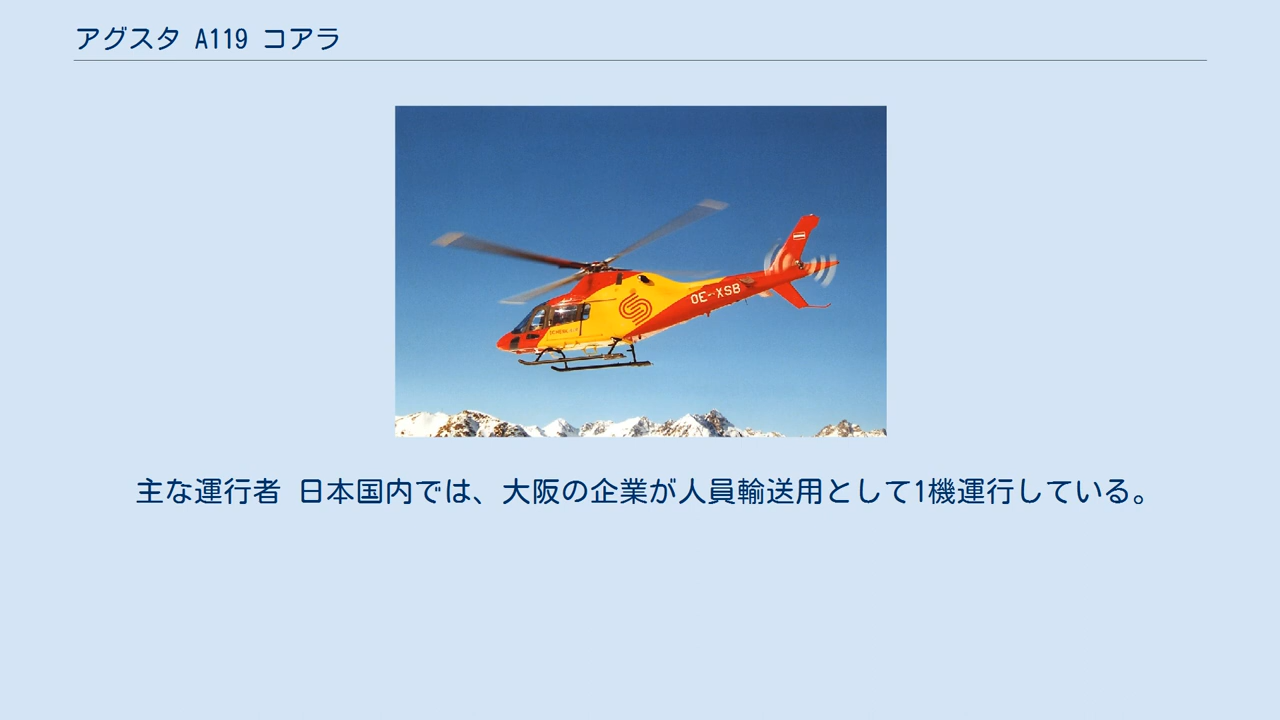 アグスタ A119 コアラ
OE-XSB
主な運行者 日本国内では、大阪の企業が人員輸送用として1機運行している。